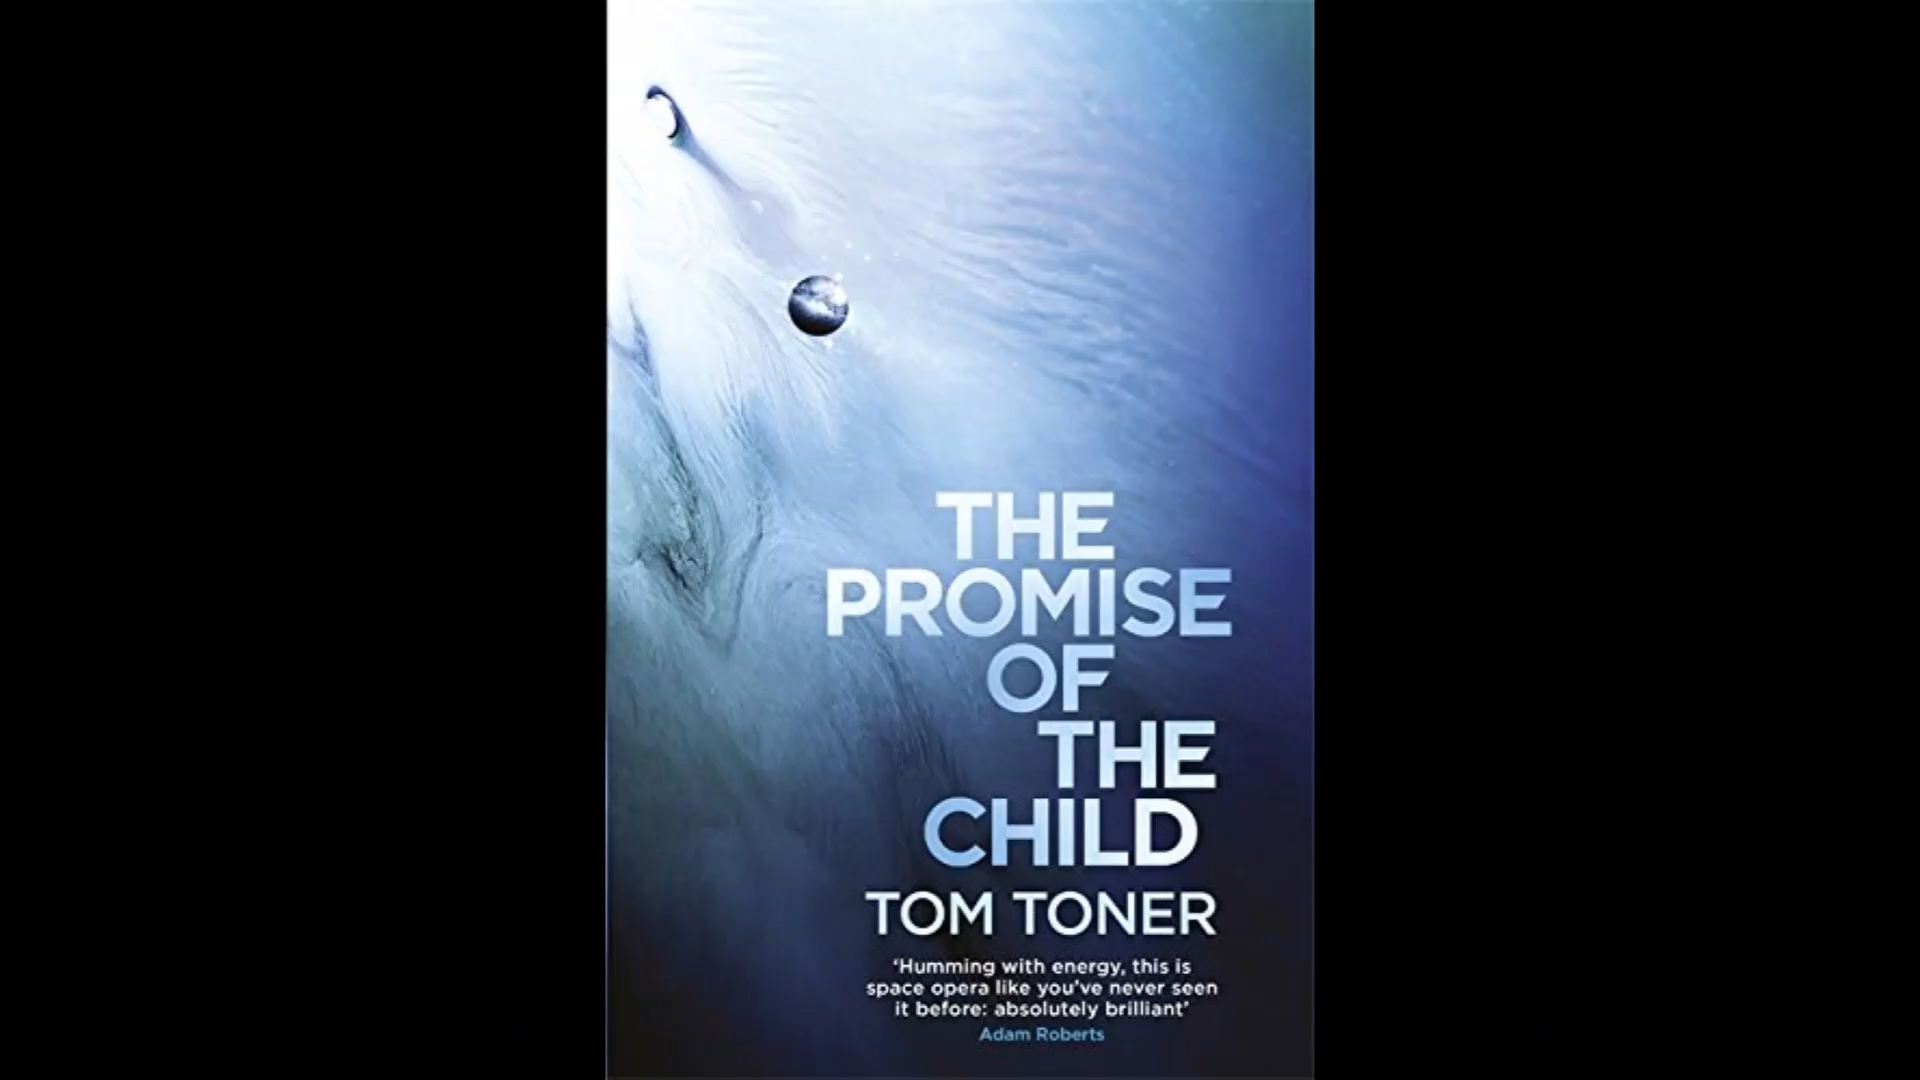 THE
PROMISE
OF
THE
CHILD
TOM TONER
‘Humming with energy, this is
space opera like you’ve never seen
it before: absolutely brilliant’
Adam Roberts